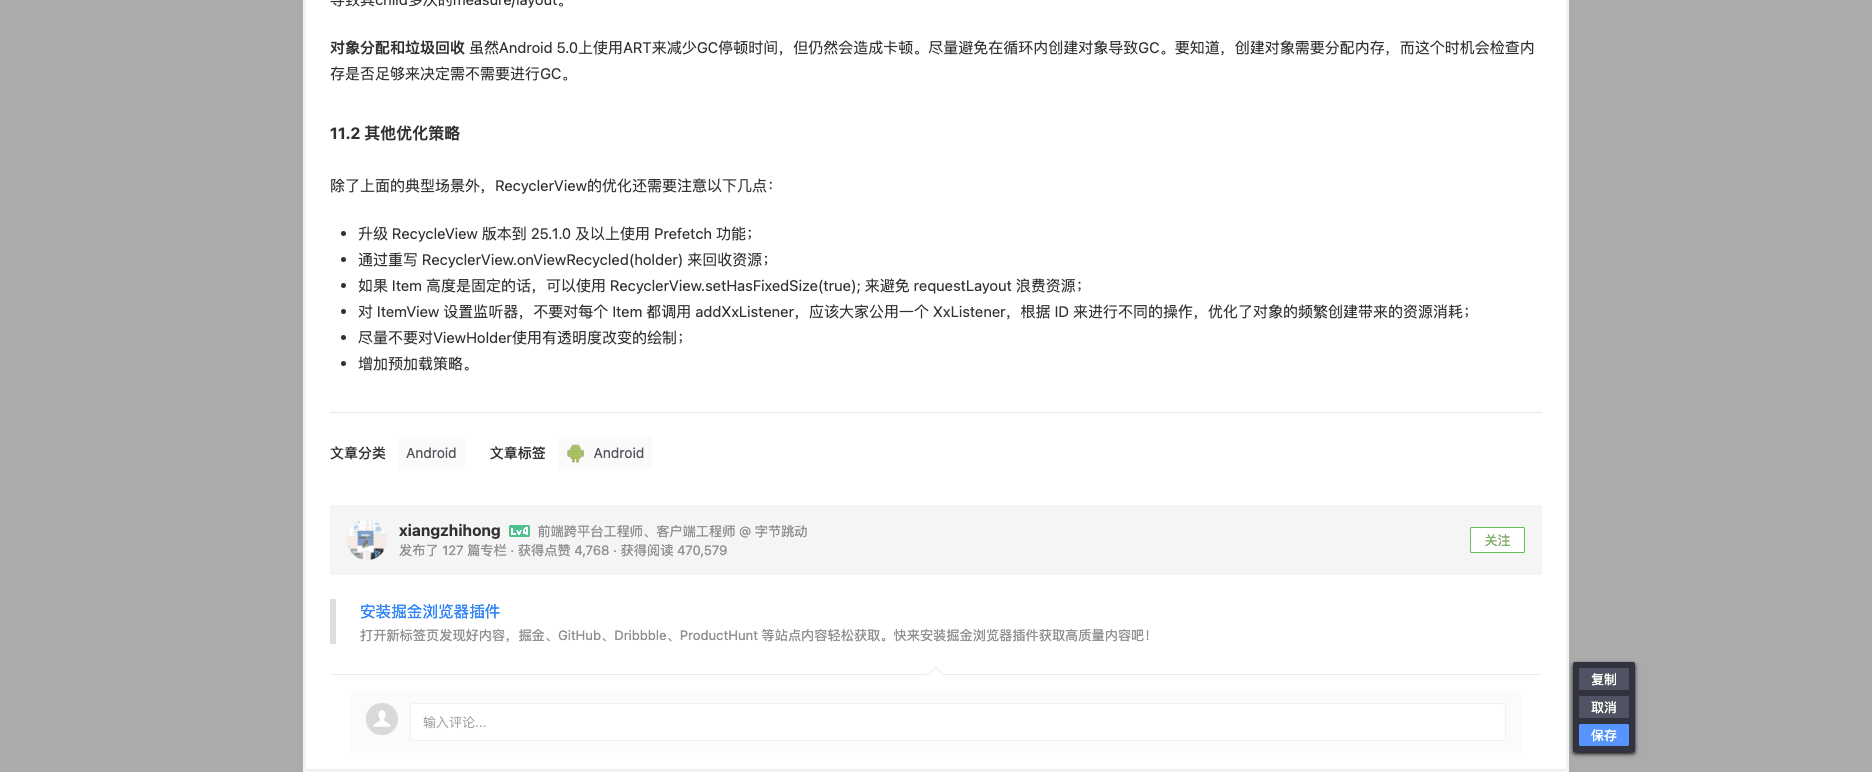 导致其child多次的measure/layout。
对象分配和垃圾回收 虽然Android 5.0上使用ART来减少GC停顿时间，但仍然会造成卡顿。尽量避免在循环内创建对象导致GC。要知道，创建对象需要分配内存，而这个时机会检查内
存是否足够来决定需不需要进行GC。
11.2 其他优化策略
除了上面的典型场景外，RecyclerView的优化还需要注意以下几点：
• 升级 RecycleView 版本到 25.1.0 及以上使用 Prefetch 功能；
• 通过重写 RecyclerView.onViewRecycled(holder) 来回收资源；
• 如果 Item 高度是固定的话，可以使用 RecyclerView.setHasFixedSize(true); 来避免 requestLayout 浪费资源；
• 对 ItemView 设置监听器，不要对每个 Item 都调用 addXxListener，应该大家公用一个 XxListener，根据 ID 来进行不同的操作，优化了对象的频繁创建带来的资源消耗；
• 尽量不要对ViewHolder使用有透明度改变的绘制；
• 增加预加载策略。
文章分类 Android 文章标签 Android
xiangzhihong Lv4 前端跨平台工程师、客户端工程师 @ 字节跳动
发布了 127 篇专栏 · 获得点赞 4,768 · 获得阅读 470,579
关注
安装掘金浏览器插件
打开新标签页发现好内容，掘金、GitHub、Dribbble、ProductHunt 等站点内容轻松获取。快来安装掘金浏览器插件获取高质量内容吧！
输入评论...
复制
取消
保存